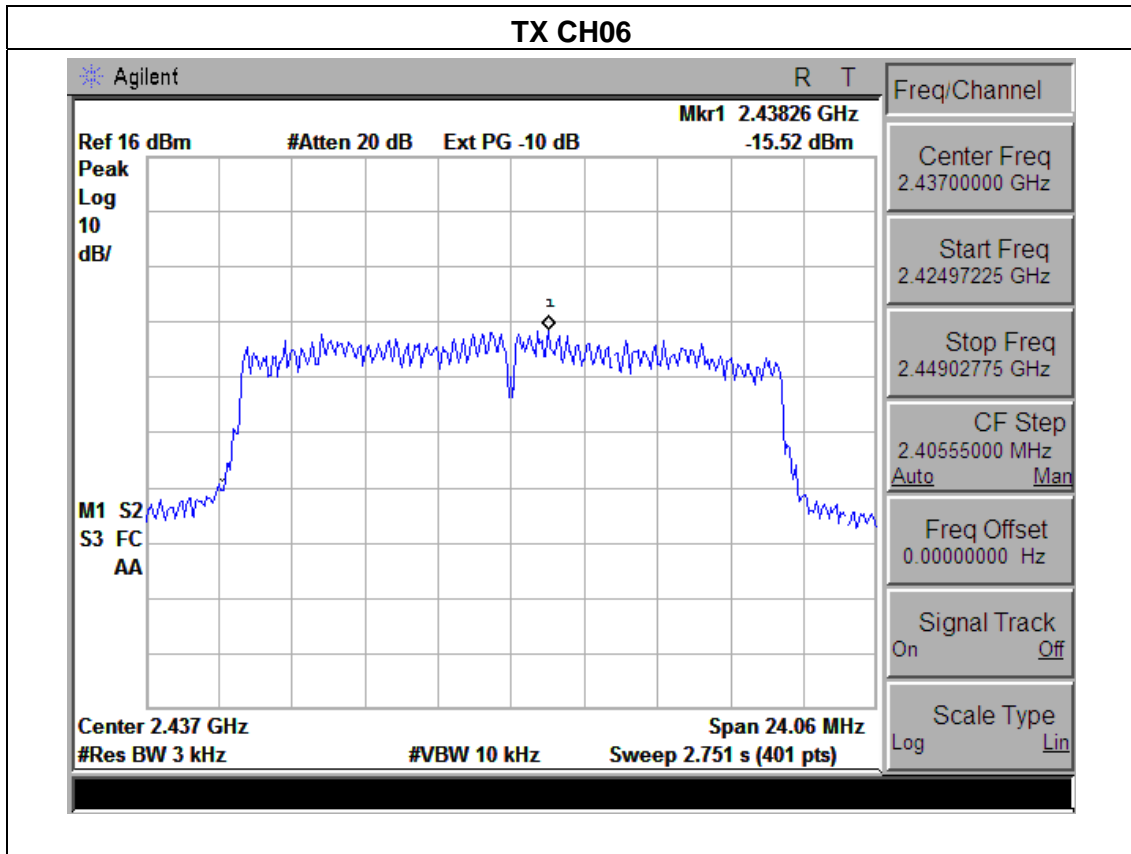 TX CH06
Agilent R T
Mkr1 2.43826 GHz
Ref 16 dBm #Atten 20 dB Ext PG -10 dB -15.52 dBm
Peak
Log
10
dB/
1
M1 S2
S3 FC
AA
Center 2.437 GHz Span 24.06 MHz
#Res BW 3 kHz #VBW 10 kHz Sweep 2.751 s (401 pts)
Freq/Channel
Center Freq
2.43700000 GHz
Start Freq
2.42497225 GHz
Stop Freq
2.44902775 GHz
CF Step
2.40555000 MHz
Auto Man
Freq Offset
0.00000000 Hz
Signal Track
On Off
Scale Type
Log Lin